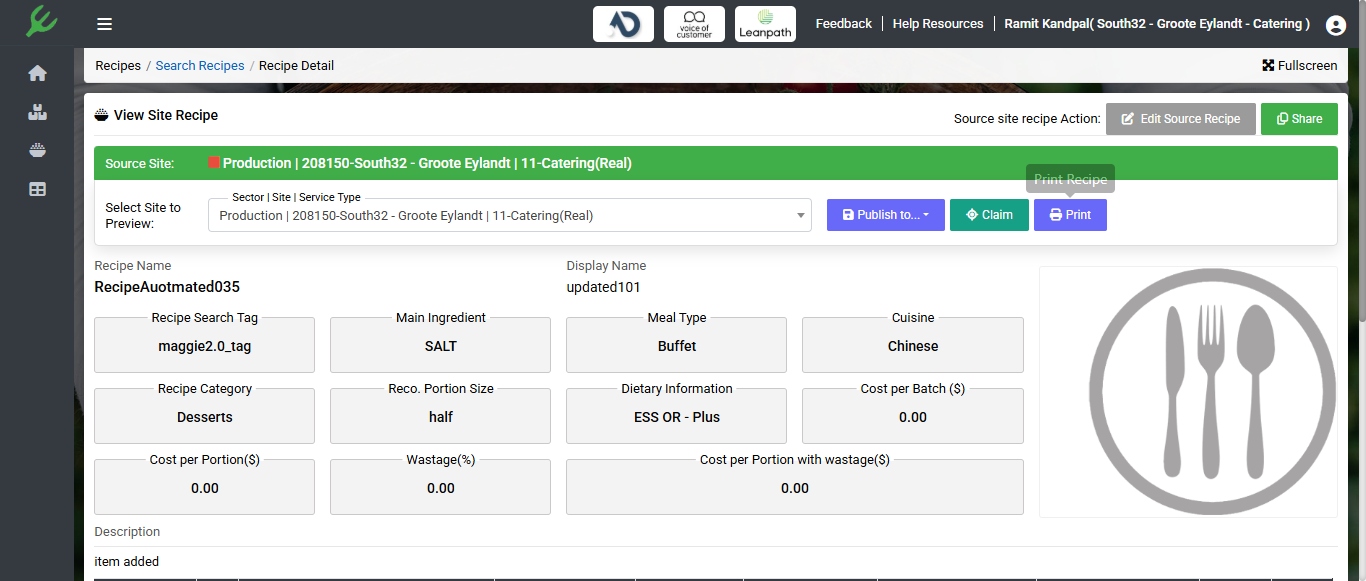 voice of
customer
Leanpath
Feedback
Help Resources
Ramit Kandpal( South32 - Groote Eylandt - Catering )
Recipes / Search Recipes / Recipe Detail
Fullscreen
View Site Recipe
Source site recipe Action:
Edit Source Recipe
Share
Source Site:
Production | 208150-South32 - Groote Eylandt | 11-Catering(Real)
Print Recipe
Select Site to
Preview:
Sector | Site | Service Type
Production | 208150-South32 - Groote Eylandt | 11-Catering(Real)
Publish to...
Claim
Print
Recipe Name
RecipeAuotmated035
Display Name
updated101
Recipe Search Tag
maggie2.0_tag
Main Ingredient
SALT
Meal Type
Buffet
Cuisine
Chinese
Recipe Category
Desserts
Reco. Portion Size
half
Dietary Information
ESS OR - Plus
Cost per Batch ($)
0.00
Cost per Portion($)
0.00
Wastage(%)
0.00
Cost per Portion with wastage($)
0.00
Description
item added